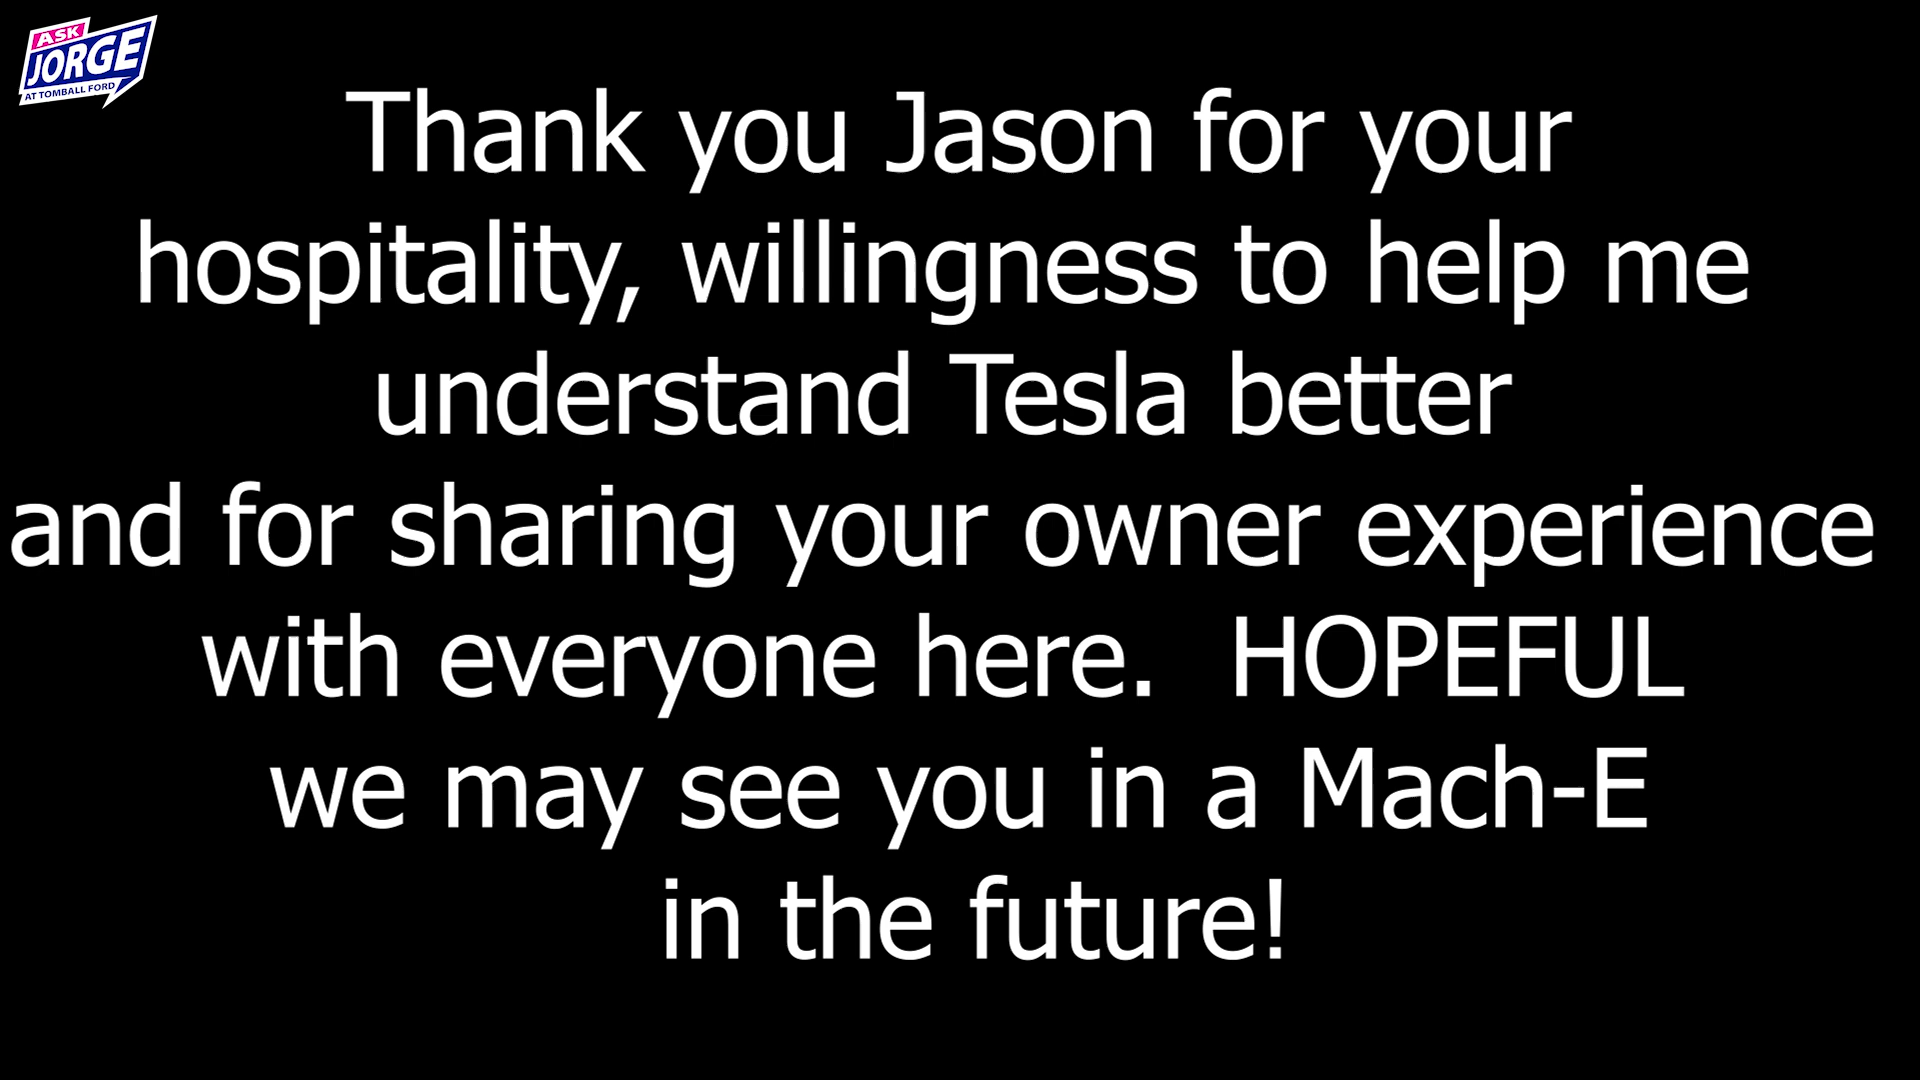 ASK
JORGE
AT TOMBALL FORD
Thank you Jason for your
hospitality, willingness to help me
understand Tesla better
and for sharing your owner experience
with everyone here.  HOPEFUL
we may see you in a Mach-E
in the future!